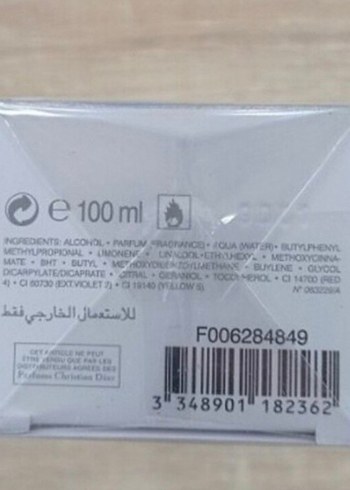 e 100 ml
INGREDIENTS: ALCOHOL • PARFUM (FRAGRANCE) • AQUA (WATER) • BUTYLPHENYL
METHYLPROPIONAL • LIMONENE • LINALOOL • ETHYLHEXYL METHOXYCINNA-
MATE • BHT • BUTYL METHOXYDIBENZOYLMETHANE • BUYLENE GLYCOL
DICARPYLATE/DICAPRATE • CITRAL • GERANIOL • TOCOPHEROL • CI 14700 (RED
4) • CI 60730 (EXT.VIOLET 2) • CI 19140 (YELLOW 5).
للاستعمال الخارجي فقط
F006284849
CET ARTICLE NE PEUT
ÊTRE VENDU QUE PAR LES
DISTRIBUTEURS AGRÉÉS DES
Parfums Christian Dior
3 348901 182362